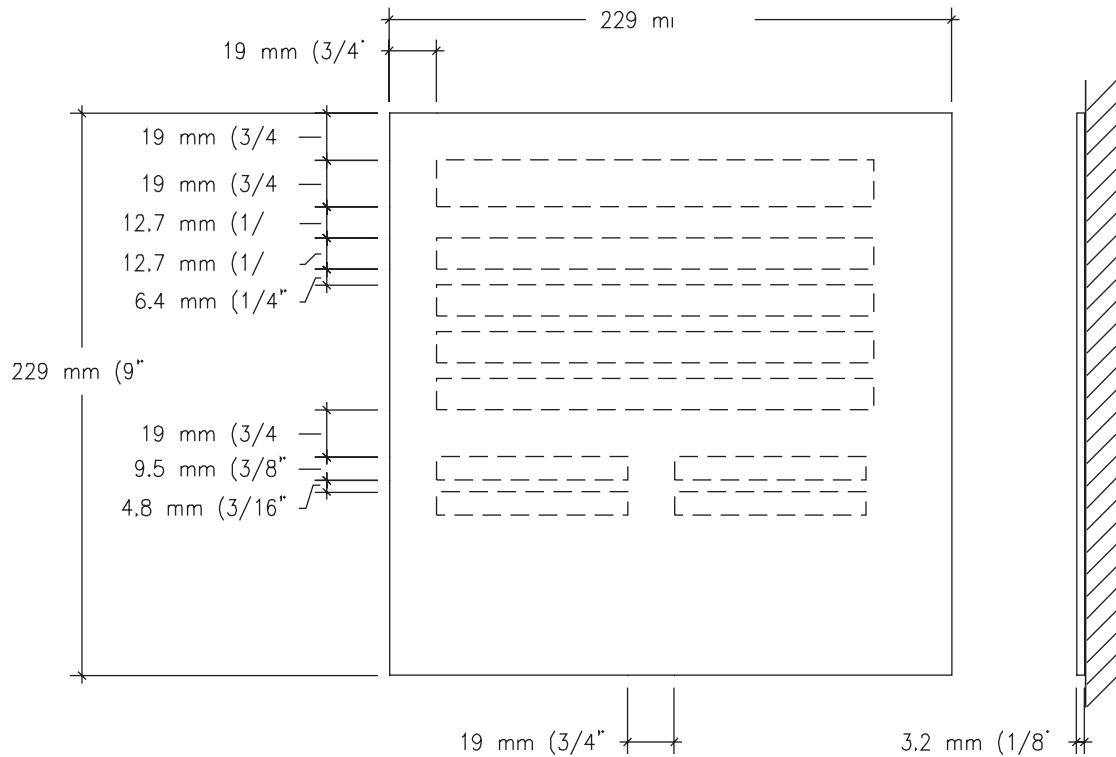 229 m
19 mm (3/4"
19 mm (3/4
19 mm (3/4
12.7 mm (1/
12.7 mm (1/
6.4 mm (1/4"
229 mm (9"
19 mm (3/4
9.5 mm (3/8"
4.8 mm (3/16"
19 mm (3/4"
3.2 mm (1/8"